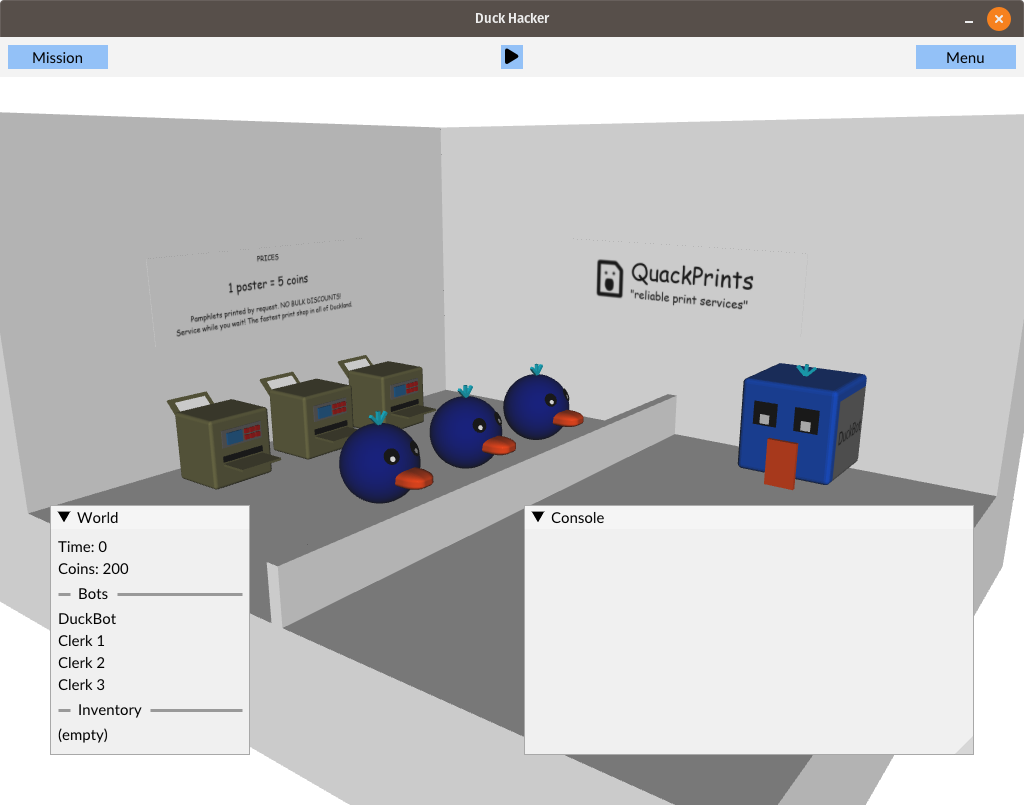 Duck Hacker
Mission
Menu
PRICES
1 poster = 5 coins
Pamphlets printed by request. NO BULK DISCOUNTS!
Service while you wait! The fastest print shop in all of Duckland.
QuackPrints
"reliable print services"
DuckBot
World
Time: 0
Coins: 200
Bots
DuckBot
Clerk 1
Clerk 2
Clerk 3
Inventory
(empty)
Console